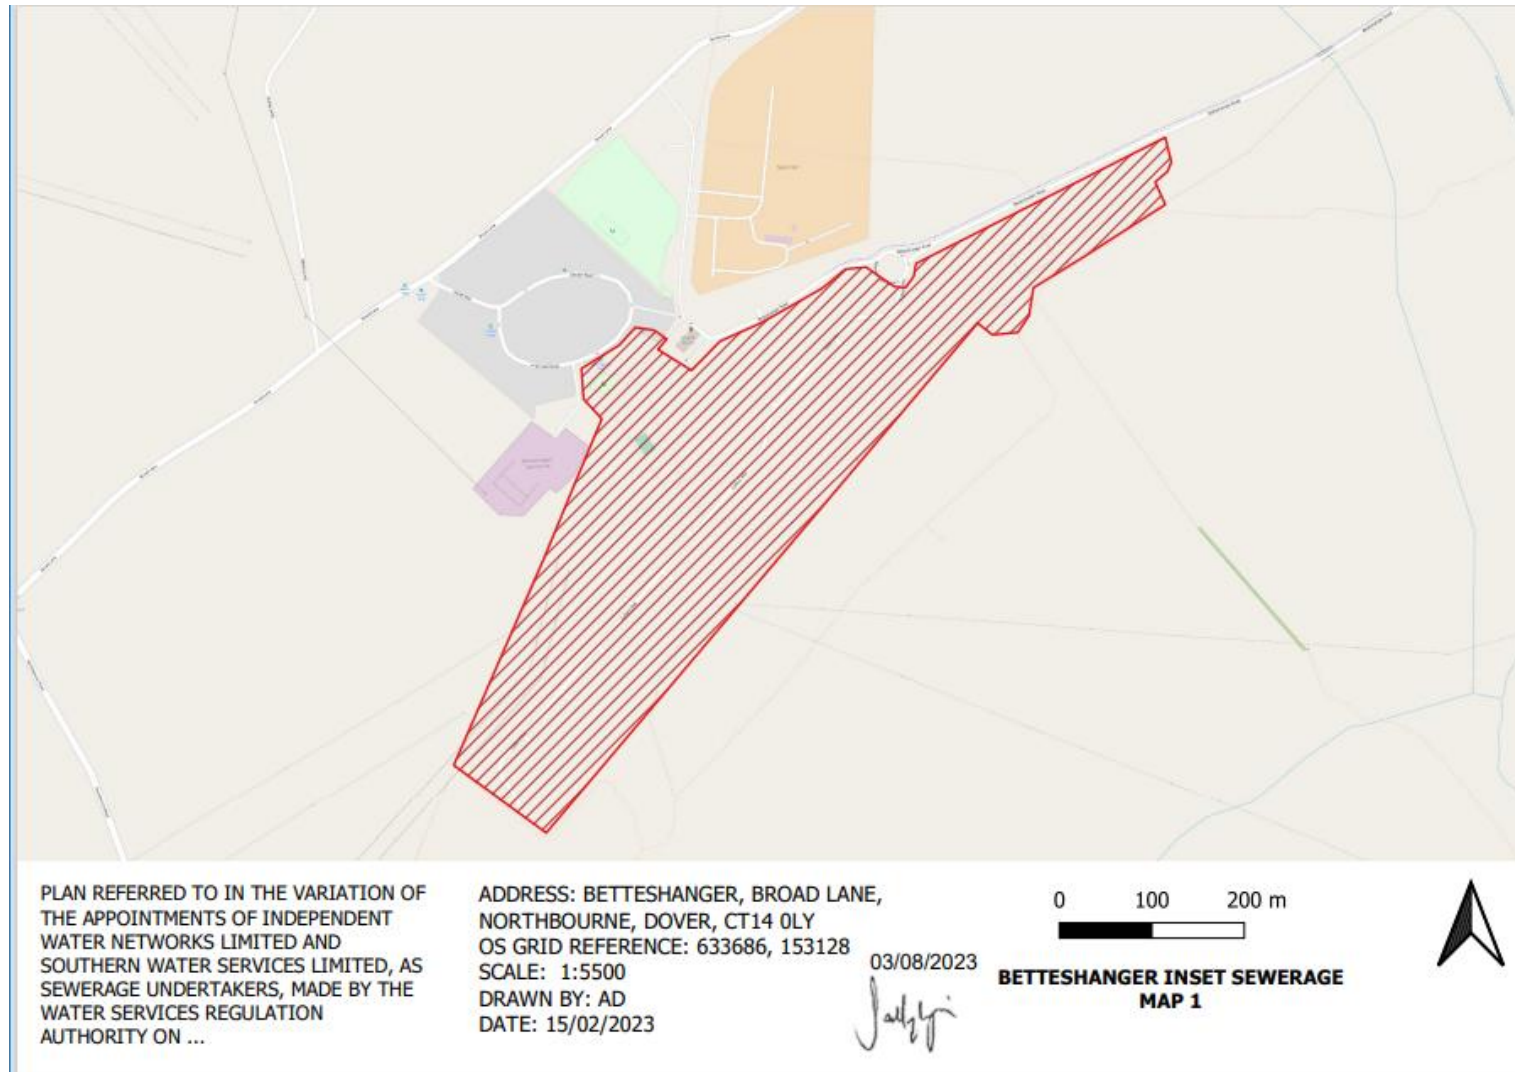 PLAN REFERRED TO IN THE VARIATION OF
THE APPOINTMENTS OF INDEPENDENT
WATER NETWORKS LIMITED AND
SOUTHERN WATER SERVICES LIMITED, AS
SEWERAGE UNDERTAKERS, MADE BY THE
WATER SERVICES REGULATION
AUTHORITY ON ...
ADDRESS: BETTESHANGER, BROAD LANE,
NORTHBOURNE, DOVER, CT14 0LY
OS GRID REFERENCE: 633686, 153128
SCALE: 1:5500
DRAWN BY: AD
DATE: 15/02/2023
03/08/2023
0 100 200 m
BETTESHANGER INSET SEWERAGE
MAP 1